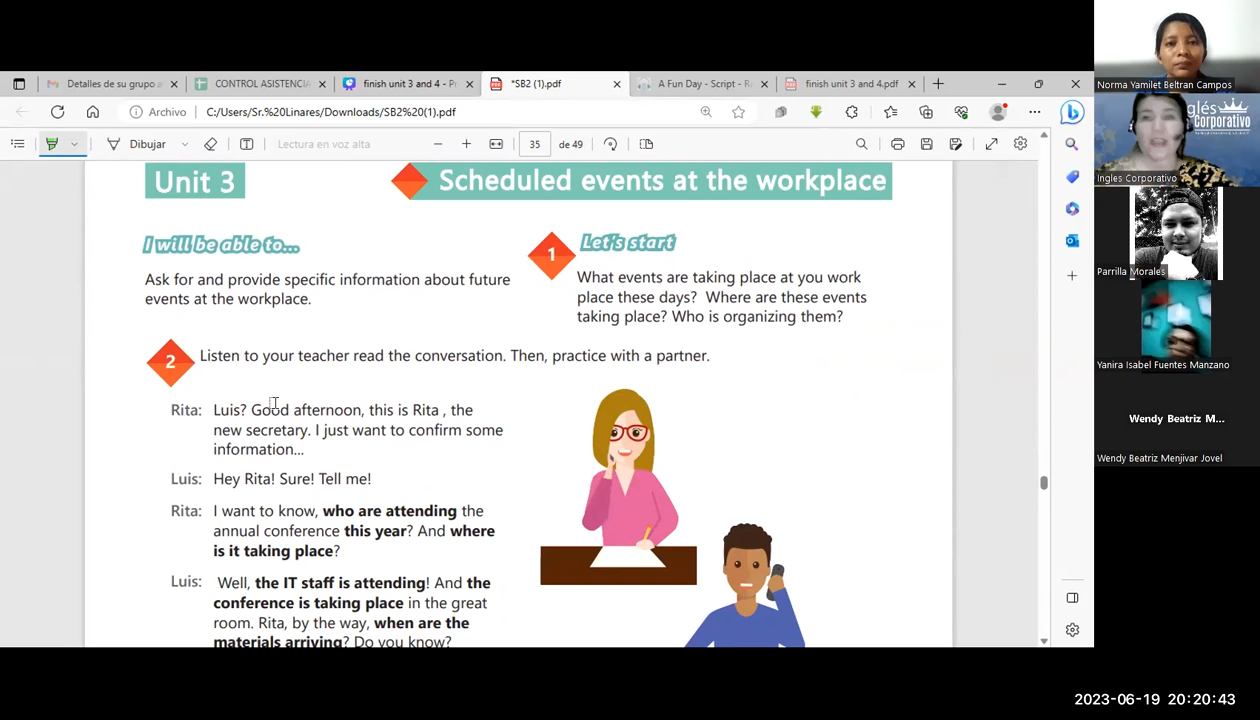 Detalles de su grupo a
CONTROL ASISTENCIA
finish unit 3 and 4 - Pr
*SB2 (1).pdf
A Fun Day - Script - Ra
finish unit 3 and 4.pdf
Archivo
C:/Users/Sr.%20Linares/Downloads/SB2%20(1).pdf
Dibujar
Lectura en voz alta
35
de 49
Unit 3
Scheduled events at the workplace
I will be able to...
Ask for and provide specific information about future
events at the workplace.
1
Let's start
What events are taking place at you work
place these days? Where are these events
taking place? Who is organizing them?
2
Listen to your teacher read the conversation. Then, practice with a partner.
Rita: Luis? Good afternoon, this is Rita , the
new secretary. I just want to confirm some
information...
Luis: Hey Rita! Sure! Tell me!
Rita: I want to know, who are attending the
annual conference this year? And where
is it taking place?
Luis: Well, the IT staff is attending! And the
conference is taking place in the great
room. Rita, by the way, when are the
materials arriving? Do you know?
Norma Yamilet Beltran Campos
nglés
Corporativo
Ingles Corporativo
Parrilla Morales
Yanira Isabel Fuentes Manzano
Wendy Beatriz M...
Wendy Beatriz Menjivar Jovel
2023-06-19 20:20:43